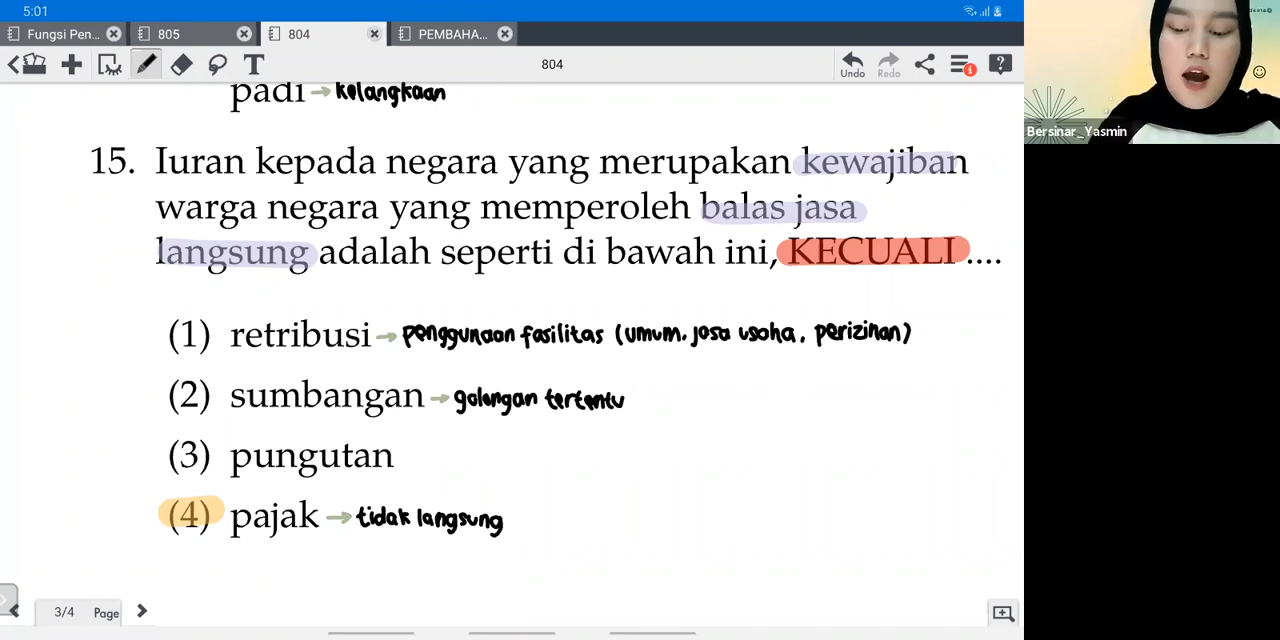 5:01
Fungsi Pen...
805
804
PEMBAHA...
804
Undo
Redo
padi → kelangkaan
15. Iuran kepada negara yang merupakan kewajiban
warga negara yang memperoleh balas jasa
langsung adalah seperti di bawah ini, KECUALI ....
(1) retribusi → penggunaan fasilitas (umum, jasa usaha, perizinan)
(2) sumbangan → golongan tertentu
(3) pungutan
(4) pajak → tidak langsung
3/4 Page
Bersinar_Yasmin